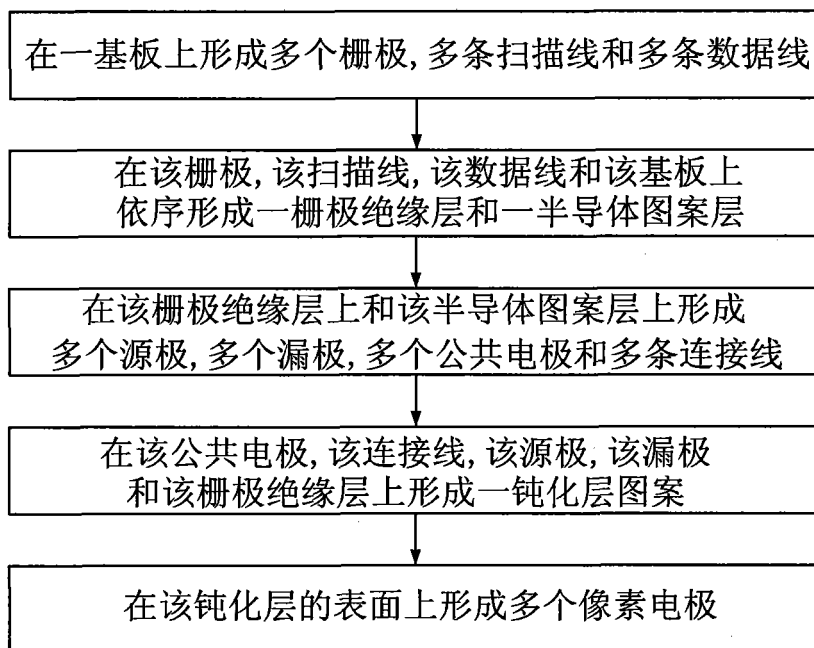 在一基板上形成多个栅极,多条扫描线和多条数据线
在该栅极,该扫描线,该数据线和该基板上
依序形成一栅极绝缘层和一半导体图案层
在该栅极绝缘层上和该半导体图案层上形成
多个源极,多个漏极,多个公共电极和多条连接线
在该公共电极,该连接线,该源极,该漏极
和该栅极绝缘层上形成一钝化层图案
在该钝化层的表面上形成多个像素电极